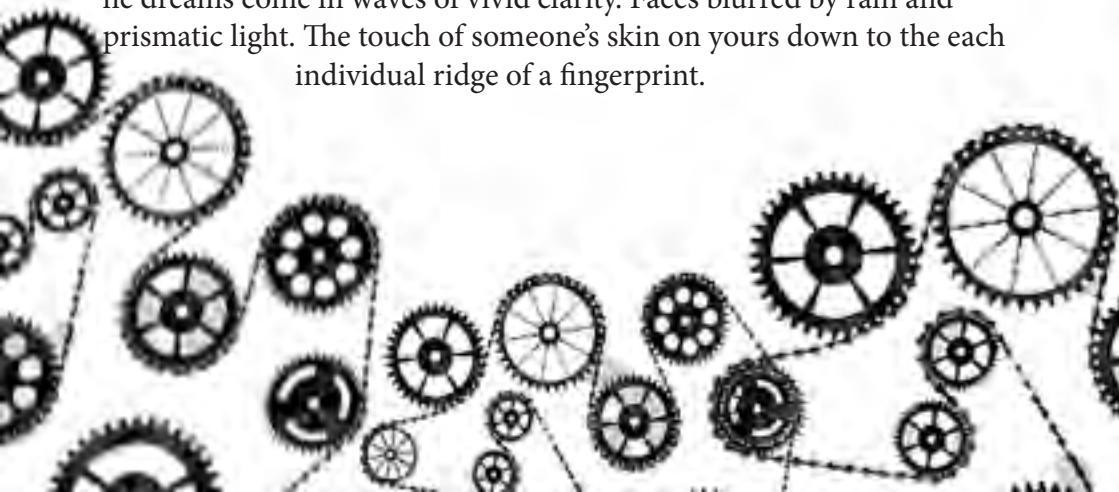 he dreams come in waves of vivid clarity. Faces blurred by rain and
prismatic light. The touch of someone's skin on yours down to the each
individual ridge of a fingerprint.